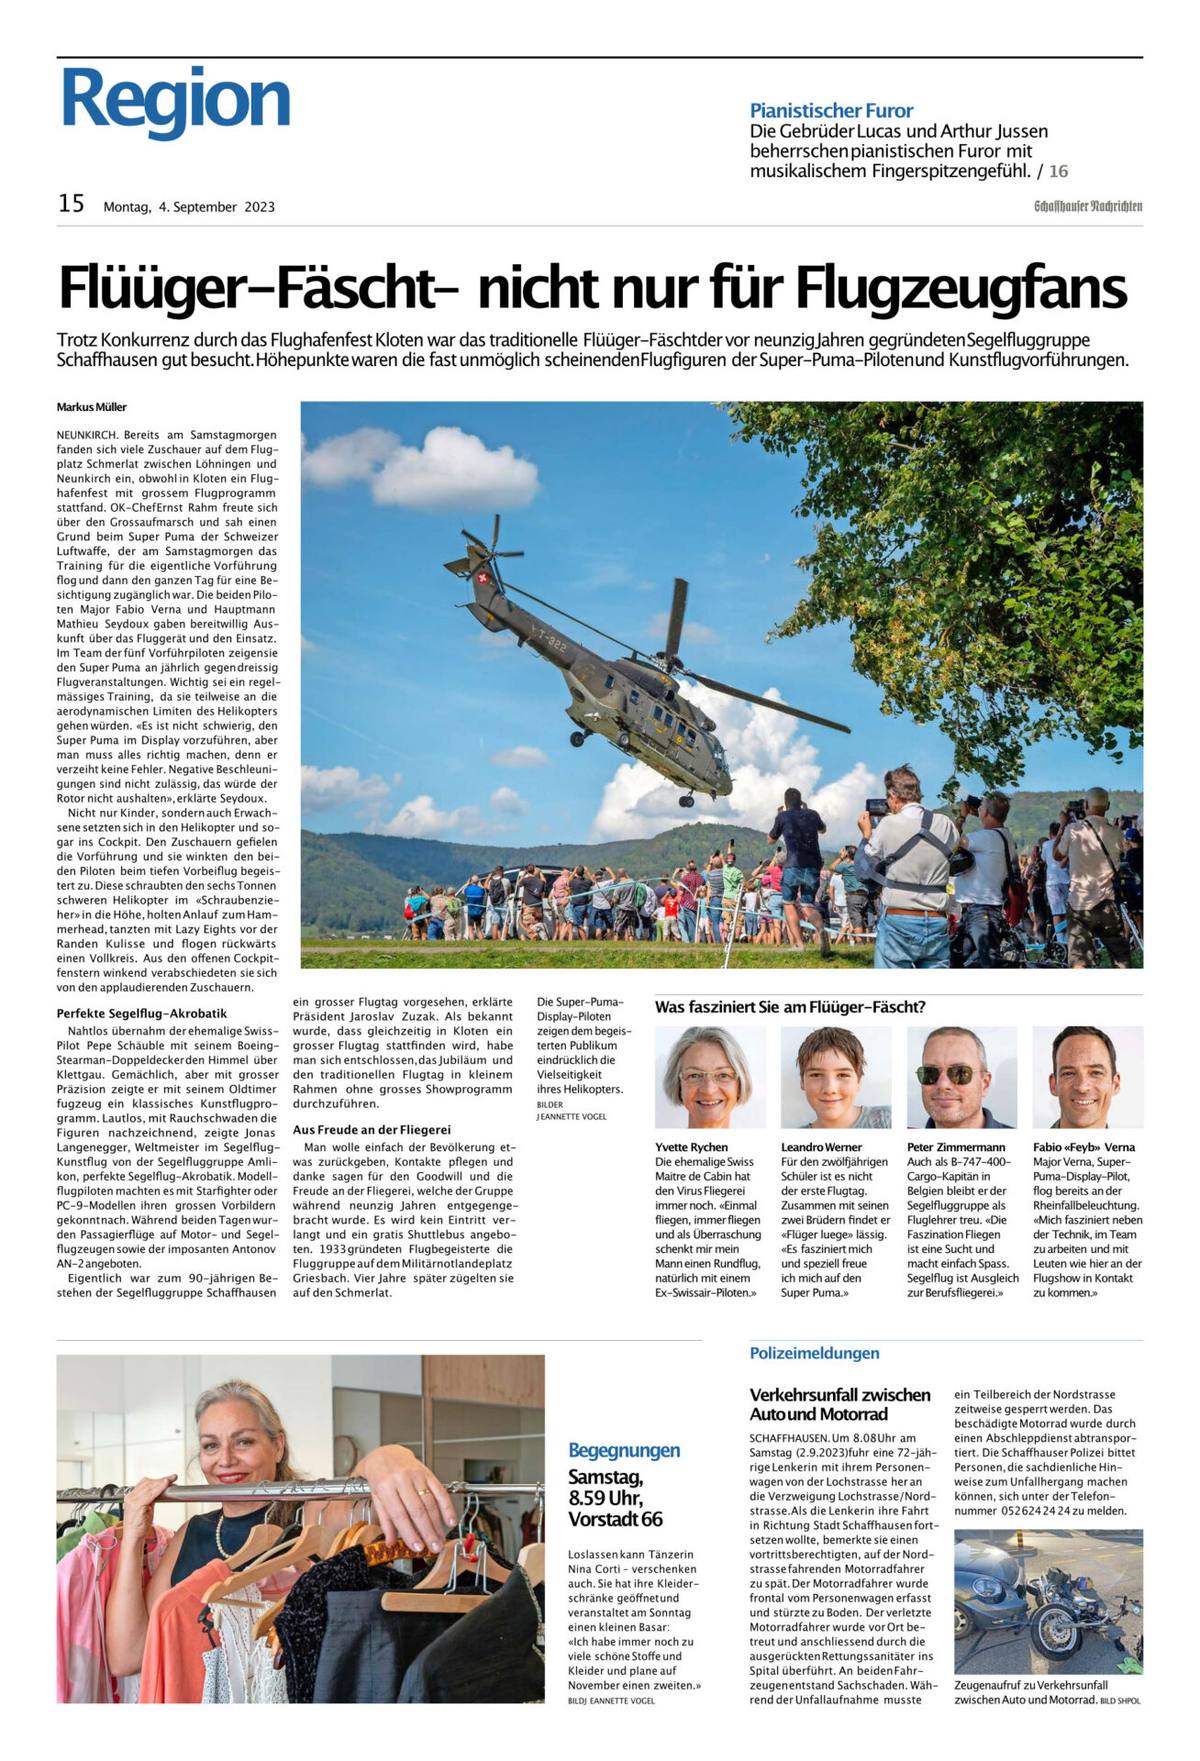 Region
Pianistischer Furor
Die Gebrüder Lucas und Arthur Jussen
beherrschen pianistischen Furor mit
musikalischem Fingerspitzengefühl. / 16
15 Montag, 4. September 2023
Schaffhauser Nachrichten
Flüüger-Fäscht- nicht nur für Flugzeugfans
Trotz Konkurrenz durch das Flughafenfest Kloten war das traditionelle Flüüger-Fäscht der vor neunzig Jahren gegründeten Segelfluggruppe
Schaffhausen gut besucht. Höhepunkte waren die fast unmöglich scheinenden Flugfiguren der Super-Puma-Piloten und Kunstflugvorführungen.
Markus Müller
NEUNKIRCH. Bereits am Samstagmorgen
fanden sich viele Zuschauer auf dem Flug-
platz Schmerlat zwischen Löhningen und
Neunkirch ein, obwohl in Kloten ein Flug-
hafenfest mit grossem Flugprogramm
stattfand. OK-Chef Ernst Rahm freute sich
über den Grossaufmarsch und sah einen
Grund beim Super Puma der Schweizer
Luftwaffe, der am Samstagmorgen das
Training für die eigentliche Vorführung
flog und dann den ganzen Tag für eine Be-
sichtigung zugänglich war. Die beiden Pilo-
ten Major Fabio Verna und Hauptmann
Mathieu Seydoux gaben bereitwillig Aus-
kunft über das Fluggerät und den Einsatz.
Im Team der fünf Vorführpiloten zeigen sie
den Super Puma an jährlich gegen dreissig
Flugveranstaltungen. Wichtig sei ein regel-
mässiges Training, da sie teilweise an die
aerodynamischen Limiten des Helikopters
gehen würden. «Es ist nicht schwierig, den
Super Puma im Display vorzuführen, aber
man muss alles richtig machen, denn er
verzeiht keine Fehler. Negative Beschleuni-
gungen sind nicht zulässig, das würde der
Rotor nicht aushalten», erklärte Seydoux.
Nicht nur Kinder, sondern auch Erwach-
sene setzten sich in den Helikopter und so-
gar ins Cockpit. Den Zuschauern gefielen
die Vorführung und sie winkten den bei-
den Piloten beim tiefen Vorbeiflug begeis-
tert zu. Diese schraubten den sechs Tonnen
schweren Helikopter im «Schraubenzie-
her» in die Höhe, holten Anlauf zum Ham-
merhead, tanzten mit Lazy Eights vor der
Randen Kulisse und flogen rückwärts
einen Vollkreis. Aus den offenen Cockpit-
fenstern winkend verabschiedeten sie sich
von den applaudierenden Zuschauern.
Perfekte Segelflug-Akrobatik
Nahtlos übernahm der ehemalige Swiss-
Pilot Pepe Schäuble mit seinem Boeing-
Stearman-Doppeldecker den Himmel über
Klettgau. Gemächlich, aber mit grosser
Präzision zeigte er mit seinem Oldtimer
fugzeug ein klassisches Kunstflugpro-
gramm. Lautlos, mit Rauchschwaden die
Figuren nachzeichnend, zeigte Jonas
Langenegger, Weltmeister im Segelflug-
Kunstflug von der Segelfluggruppe Amli-
kon, perfekte Segelflug-Akrobatik. Modell-
flugpiloten machten es mit Starfighter oder
PC-9-Modellen ihren grossen Vorbildern
gekonnt nach. Während beiden Tagen wur-
den Passagierflüge auf Motor- und Segel-
flugzeugen sowie der imposanten Antonov
AN-2 angeboten.
Eigentlich war zum 90-jährigen Be-
stehen der Segelfluggruppe Schaffhausen
ein grosser Flugtag vorgesehen, erklärte
Präsident Jaroslav Zuzak. Als bekannt
wurde, dass gleichzeitig in Kloten ein
grosser Flugtag stattfinden wird, habe
man sich entschlossen, das Jubiläum und
den traditionellen Flugtag in kleinem
Rahmen ohne grosses Showprogramm
durchzuführen.
Aus Freude an der Fliegerei
Man wolle einfach der Bevölkerung et-
was zurückgeben, Kontakte pflegen und
danke sagen für den Goodwill und die
Freude an der Fliegerei, welche der Gruppe
während neunzig Jahren entgegenge-
bracht wurde. Es wird kein Eintritt ver-
langt und ein gratis Shuttlebus angebo-
ten. 1933 gründeten Flugbegeisterte die
Fluggruppe auf dem Militärnotlandeplatz
Griesbach. Vier Jahre später zügelten sie
auf den Schmerlat.
T-322
Die Super-Puma-
Display-Piloten
zeigen dem begeis-
terten Publikum
eindrücklich die
Vielseitigkeit
ihres Helikopters.
BILDER
JEANNETTE VOGEL
Was fasziniert Sie am Flüüger-Fäscht?
Yvette Rychen
Die ehemalige Swiss
Maitre de Cabin hat
den Virus Fliegerei
immer noch. «Einmal
fliegen, immer fliegen
und als Überraschung
schenkt mir mein
Mann einen Rundflug,
natürlich mit einem
Ex-Swissair-Piloten.»
Leandro Werner
Für den zwölfjährigen
Schüler ist es nicht
der erste Flugtag.
Zusammen mit seinen
zwei Brüdern findet er
«Flüger luege» lässig.
«Es fasziniert mich
und speziell freue
ich mich auf den
Super Puma.»
Peter Zimmermann
Auch als B-747-400-
Cargo-Kapitän in
Belgien bleibt er der
Segelfluggruppe als
Fluglehrer treu. «Die
Faszination Fliegen
ist eine Sucht und
macht einfach Spass.
Segelflug ist Ausgleich
zur Berufsfliegerei.»
Fabio «Feyb» Verna
Major Verna, Super-
Puma-Display-Pilot,
flog bereits an der
Rheinfallbeleuchtung.
«Mich fasziniert neben
der Technik, im Team
zu arbeiten und mit
Leuten wie hier an der
Flugshow in Kontakt
zu kommen.»
Begegnungen
Samstag,
8.59 Uhr,
Vorstadt 66
Loslassen kann Tänzerin
Nina Corti - verschenken
auch. Sie hat ihre Kleider-
schränke geöffnet und
veranstaltet am Sonntag
einen kleinen Basar:
«Ich habe immer noch zu
viele schöne Stoffe und
Kleider und plane auf
November einen zweiten.»
BILDJ EANNETTE VOGEL
Polizeimeldungen
Verkehrsunfall zwischen
Auto und Motorrad
SCHAFFHAUSEN. Um 8.08 Uhr am
Samstag (2.9.2023) fuhr eine 72-jäh-
rige Lenkerin mit ihrem Personen-
wagen von der Lochstrasse her an
die Verzweigung Lochstrasse/Nord-
strasse. Als die Lenkerin ihre Fahrt
in Richtung Stadt Schaffhausen fort-
setzen wollte, bemerkte sie einen
vortrittsberechtigten, auf der Nord-
strasse fahrenden Motorradfahrer
zu spät. Der Motorradfahrer wurde
frontal vom Personenwagen erfasst
und stürzte zu Boden. Der verletzte
Motorradfahrer wurde vor Ort be-
treut und anschliessend durch die
ausgerückten Rettungssanitäter ins
Spital überführt. An beiden Fahr-
zeugen entstand Sachschaden. Wäh-
rend der Unfallaufnahme musste
ein Teilbereich der Nordstrasse
zeitweise gesperrt werden. Das
beschädigte Motorrad wurde durch
einen Abschleppdienst abtranspor-
tiert. Die Schaffhauser Polizei bittet
Personen, die sachdienliche Hin-
weise zum Unfallhergang machen
können, sich unter der Telefon-
nummer 052 624 24 24 zu melden.
Zeugenaufruf zu Verkehrsunfall
zwischen Auto und Motorrad. BILD SHPOL